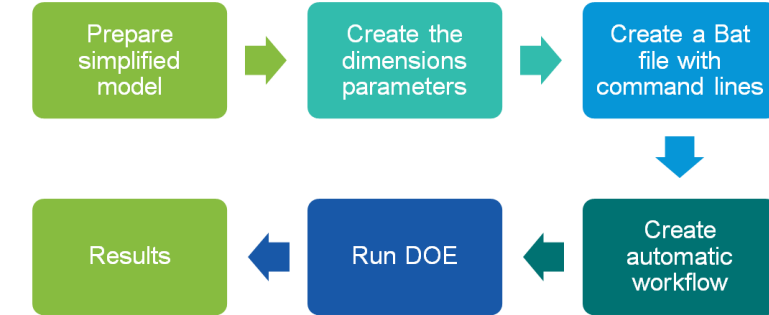 Prepare
simplified
model
Create the
dimensions
parameters
Create a Bat
file with
command lines
Create
automatic
workflow
Run DOE
Results